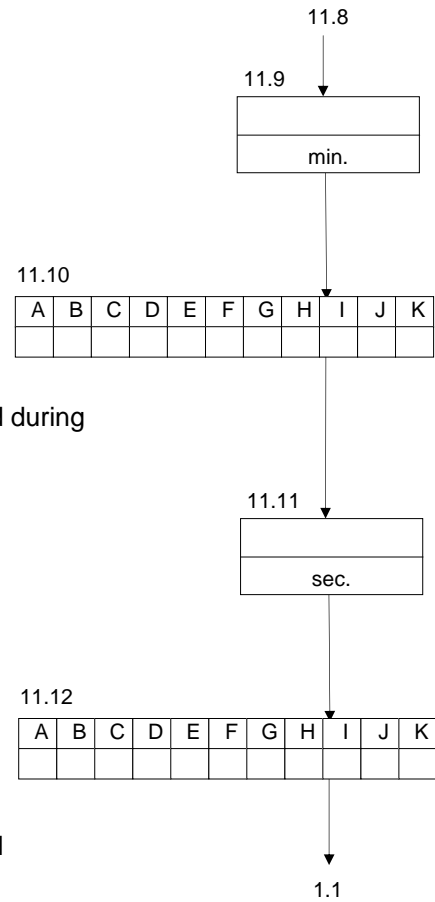 11.8
11.9
min.
11.10
A B C D E F G H I J K
during
11.11
sec.
11.12
A B C D E F G H I J K
1.1